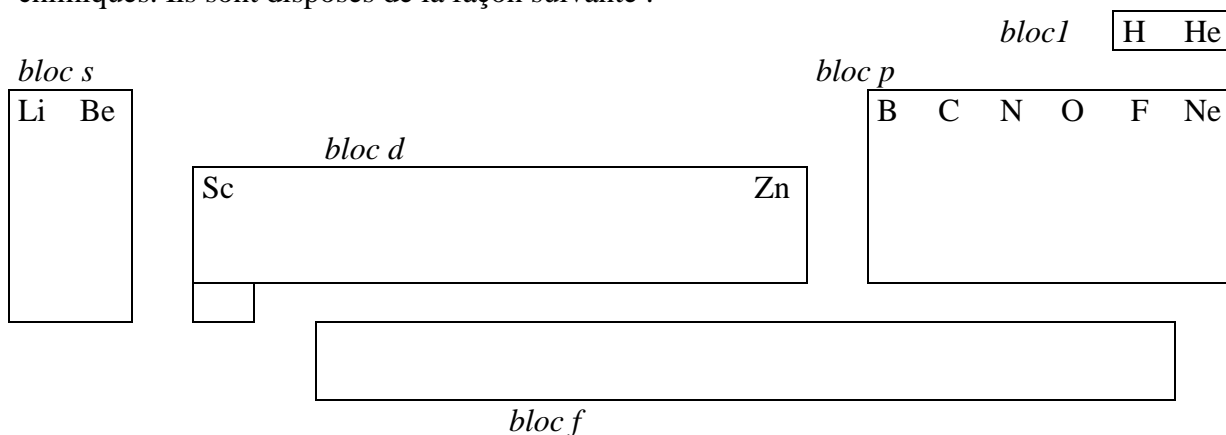 chimiques. Ils sont disposés de la façon suivante :
bloc1 H He
bloc s bloc p
Li Be B C N O F Ne
bloc d
Sc Zn
bloc f